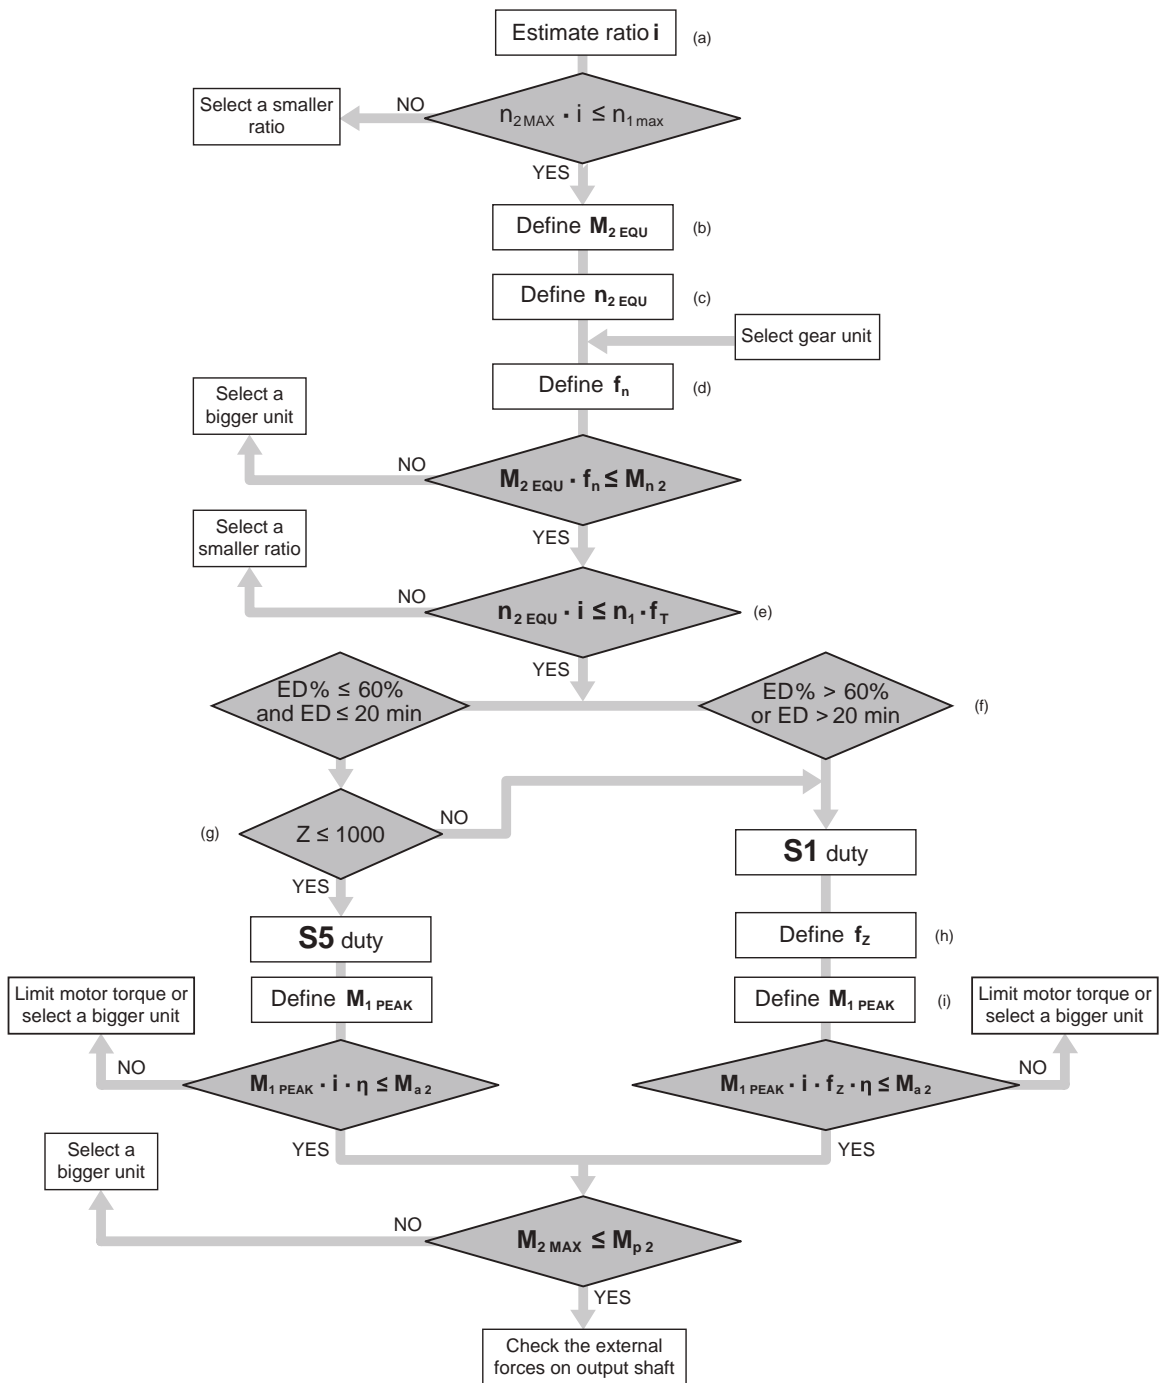 Estimate ratio i
(a)
Select a smaller
ratio
NO
n2MAX · i ≤ n1max
YES
Define M2 EQU
(b)
Define n2 EQU
(c)
Select gear unit
Define fn
(d)
Select a
bigger unit
NO
M2 EQU · fn ≤ Mn 2
YES
Select a
smaller ratio
NO
n2 EQU · i ≤ n1 · fT
(e)
YES
ED% ≤ 60%
and ED ≤ 20 min
ED% > 60%
or ED > 20 min
(f)
(g)
Z ≤ 1000
NO
YES
S1 duty
S5 duty
Define fZ
(h)
Limit motor torque or
select a bigger unit
Define M1 PEAK
Define M1 PEAK
(i)
Limit motor torque or
select a bigger unit
NO
M1 PEAK · i · η ≤ Ma 2
M1 PEAK · i · fZ · η ≤ Ma 2
NO
YES
YES
Select a
bigger unit
NO
M2 MAX ≤ Mp 2
YES
Check the external
forces on output shaft